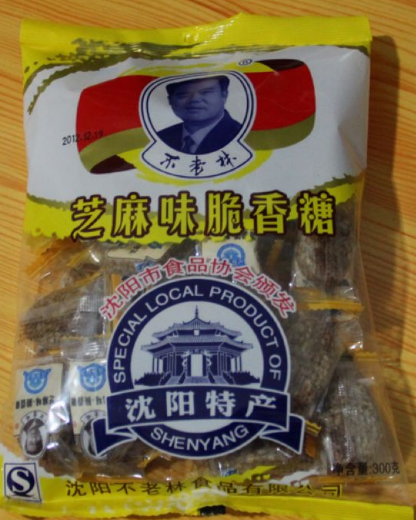 2012.12.19
不老林
芝麻味脆香糖
沈阳市食品协会颁发
SPECIAL LOCAL PRODUCT OF
沈阳特产
SHENYANG
S
净含量:300克
沈阳不老林食品有限公司